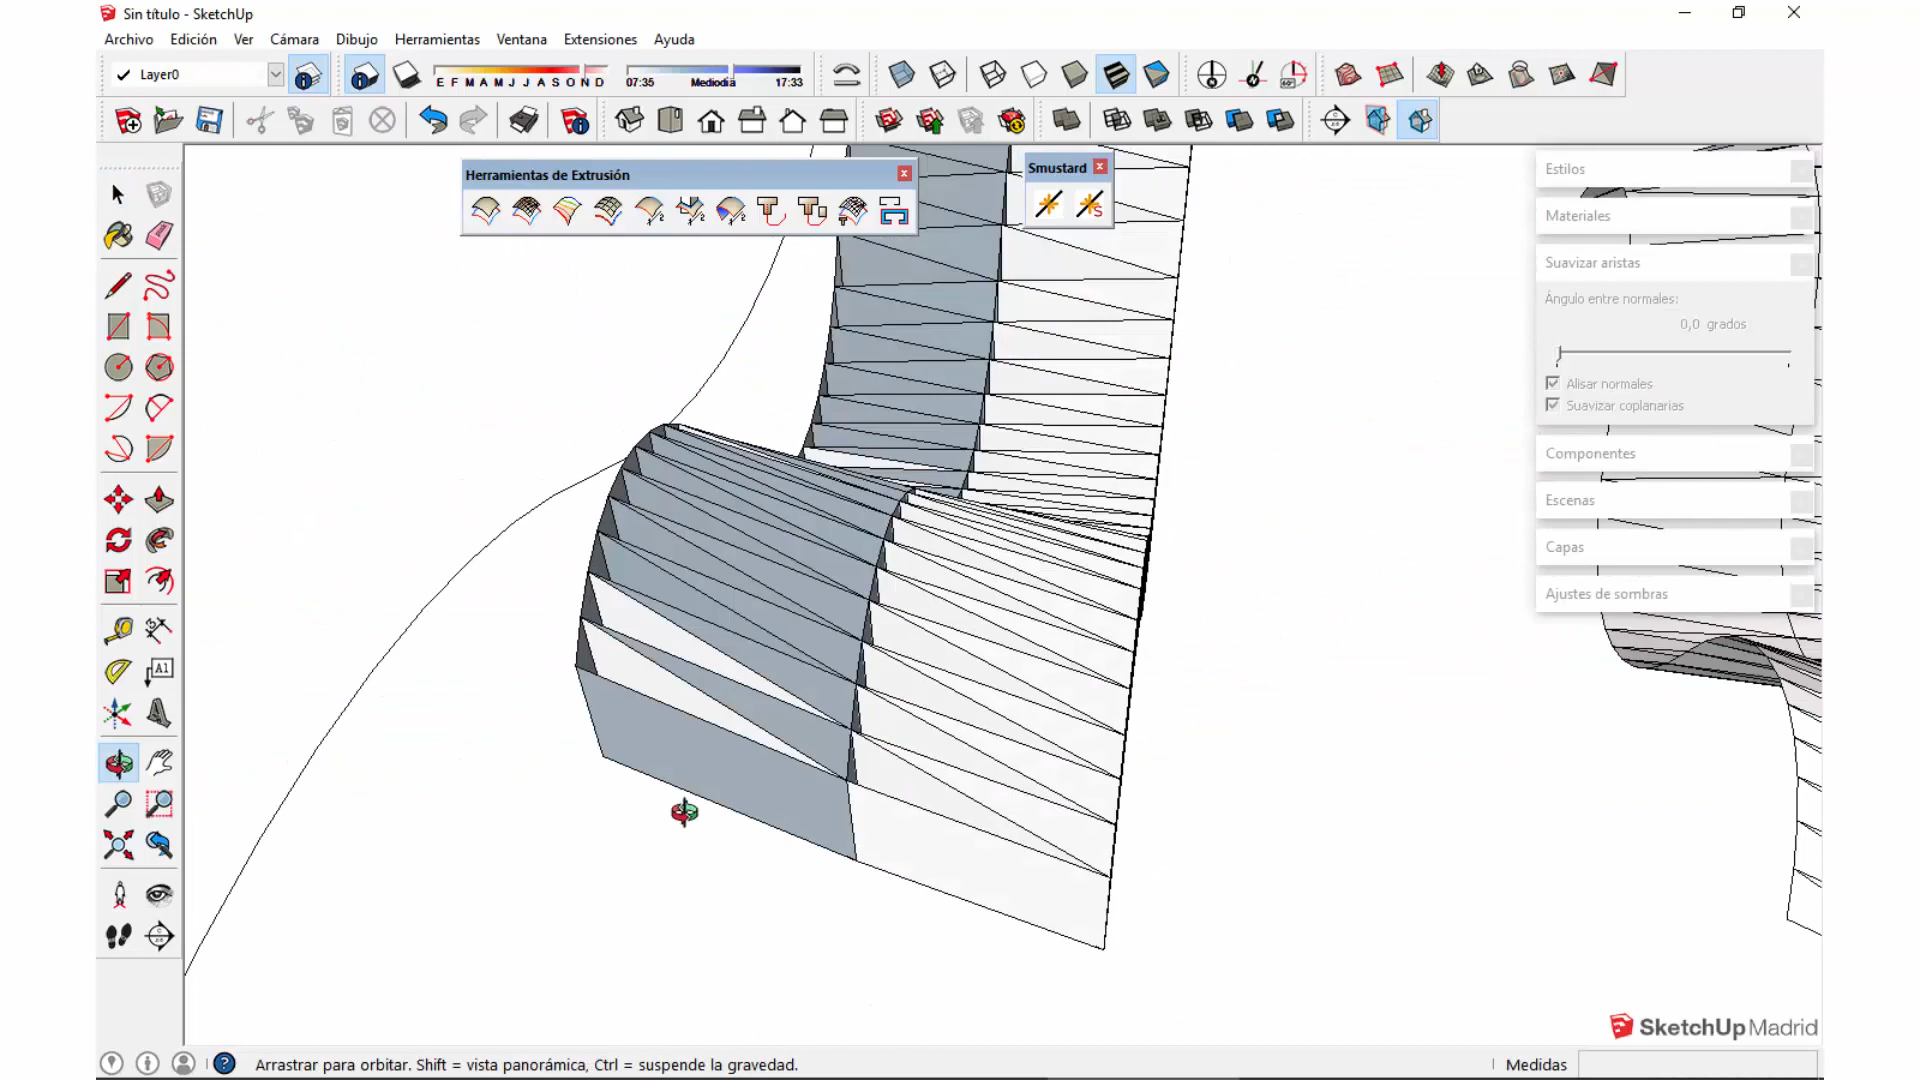 Sin título - SketchUp
Archivo Edición Ver Cámara Dibujo Herramientas Ventana Extensiones Ayuda
Layer0
E F M A M J J A S O N D
07:35 Mediodía 17:33
Herramientas de Extrusión
Smustard
S
Estilos
Materiales
Suavizar aristas
Ángulo entre normales:
0,0 grados
Alisar normales
Suavizar coplanarias
Componentes
Escenas
Capas
Ajustes de sombras
A1
SketchUp Madrid
Arrastrar para orbitar. Shift = vista panorámica, Ctrl = suspende la gravedad.
Medidas